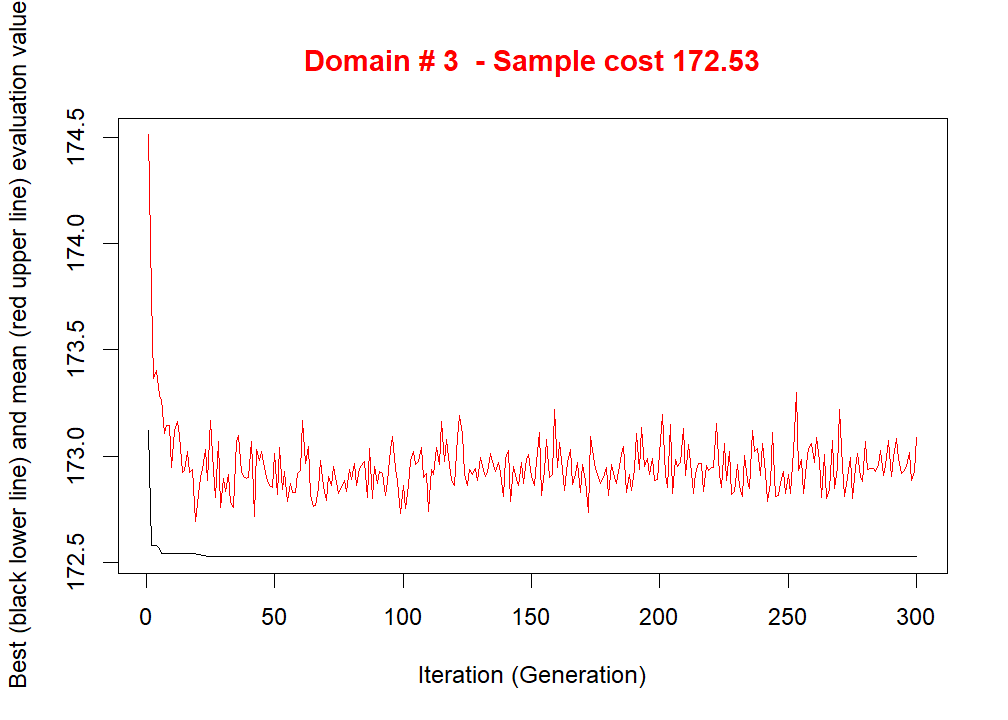 Domain # 3  - Sample cost 172.53
Best (black lower line) and mean (red upper line) evaluation value
174.5
174.0
173.5
173.0
172.5
0 50 100 150 200 250 300
Iteration (Generation)